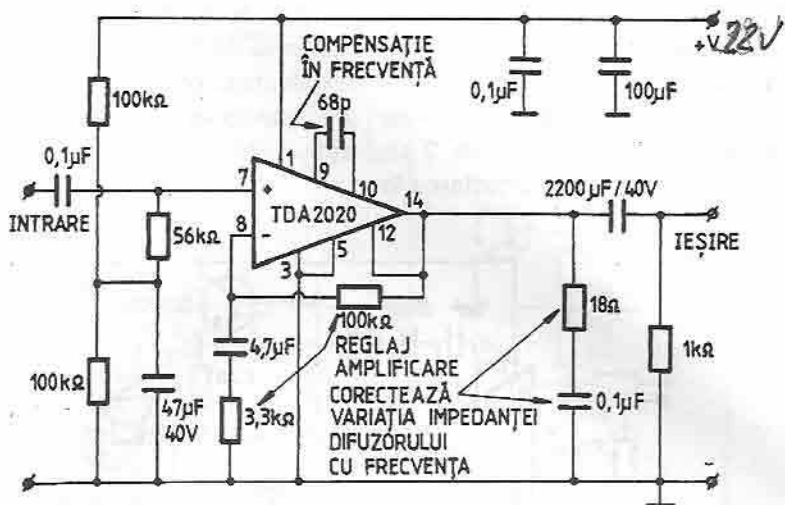 +V 22V
COMPENSAȚIE
ÎN FRECVENȚĂ
0,1µF
100µF
100kΩ
68p
0,1µF
1
9
10
7
+
14
2200µF/40V
INTRARE
TDA2020
8
-
12
5
3
IEȘIRE
56kΩ
18Ω
100kΩ
4,7µF
REGLAJ
AMPLIFICARE
1kΩ
100kΩ
47µF
40V
3,3kΩ
CORECTEAZĂ
VARIAȚIA IMPEDANȚEI
DIFUZORULUI
CU FRECVENȚA
0,1µF
-